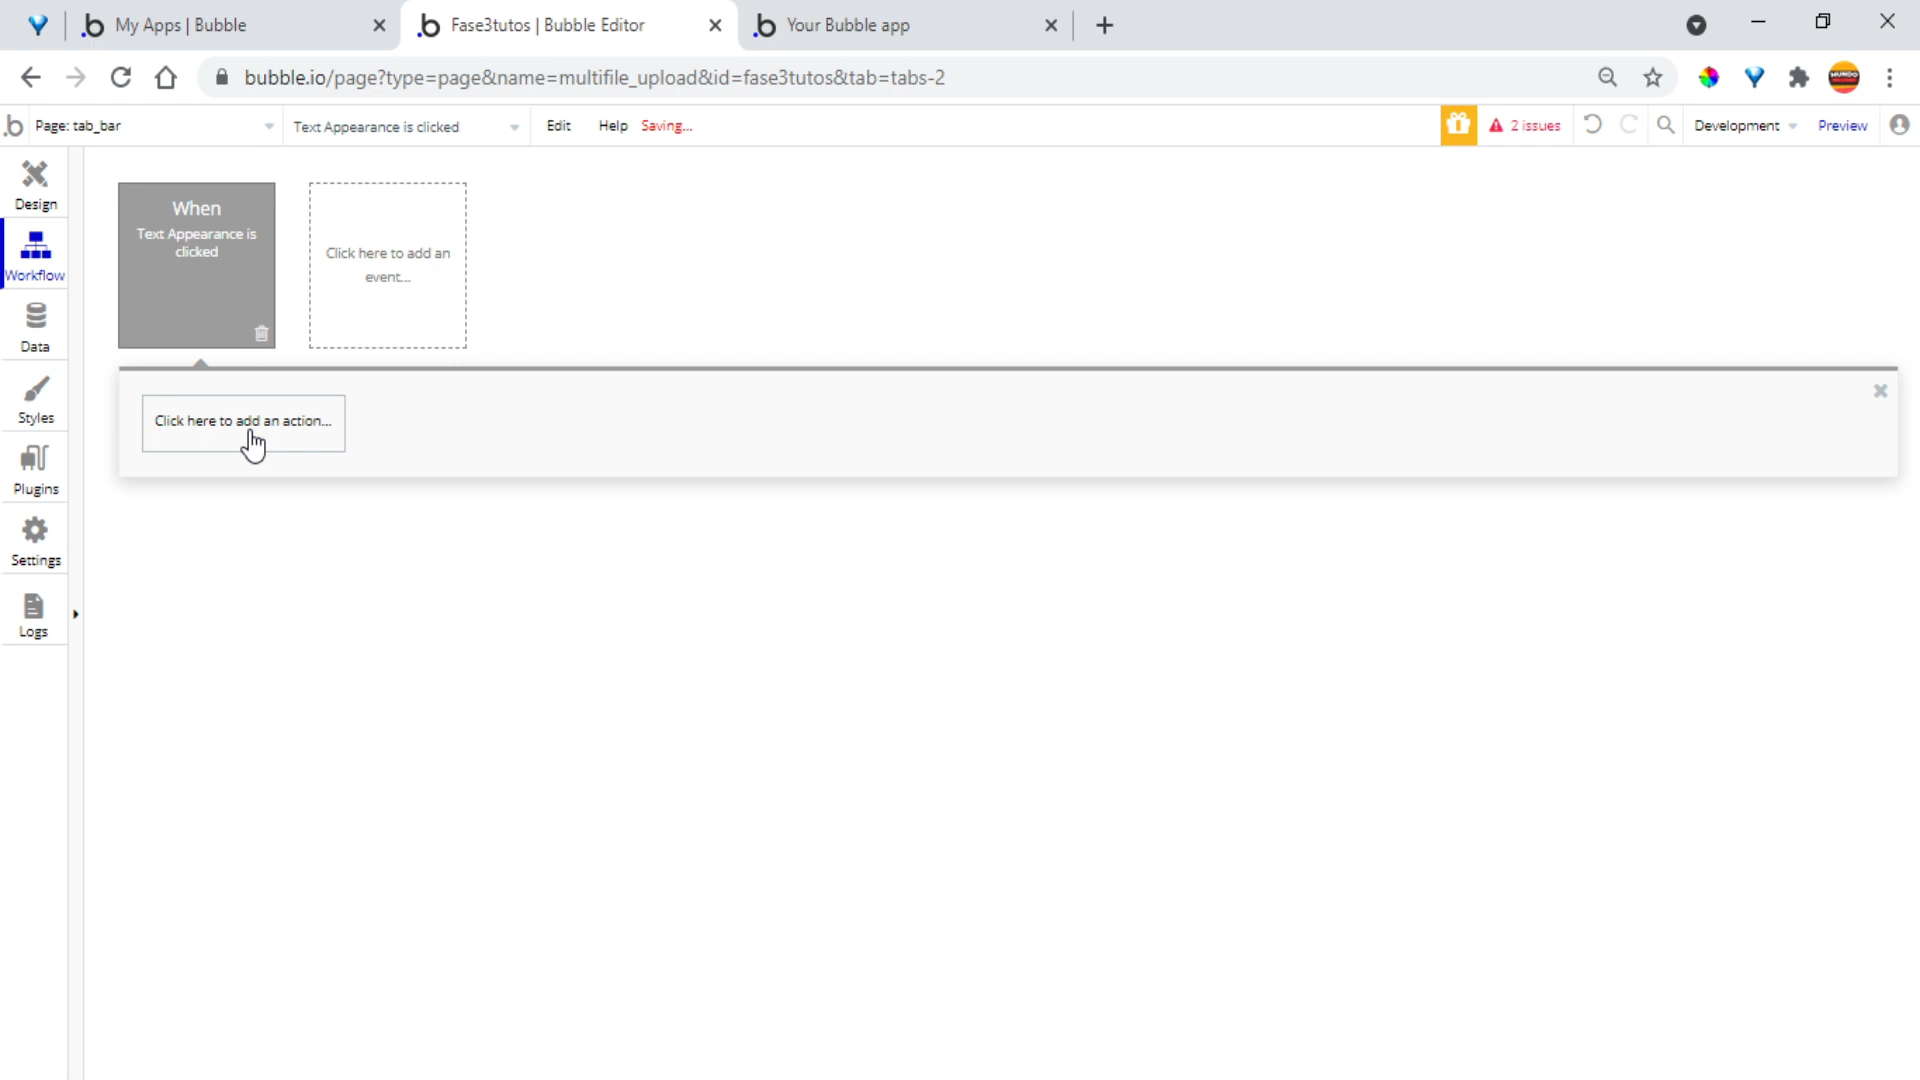 My Apps | Bubble
Fase3tutos | Bubble Editor
Your Bubble app
bubble.io/page?type=page&name=multifile_upload&id=fase3tutos&tab=tabs-2
Page: tab_bar
Text Appearance is clicked
Edit
Help
Saving...
2 issues
Development
Preview
Design
Workflow
Data
Styles
Plugins
Settings
Logs
When
Text Appearance is
clicked
Click here to add an
event...
Click here to add an action...